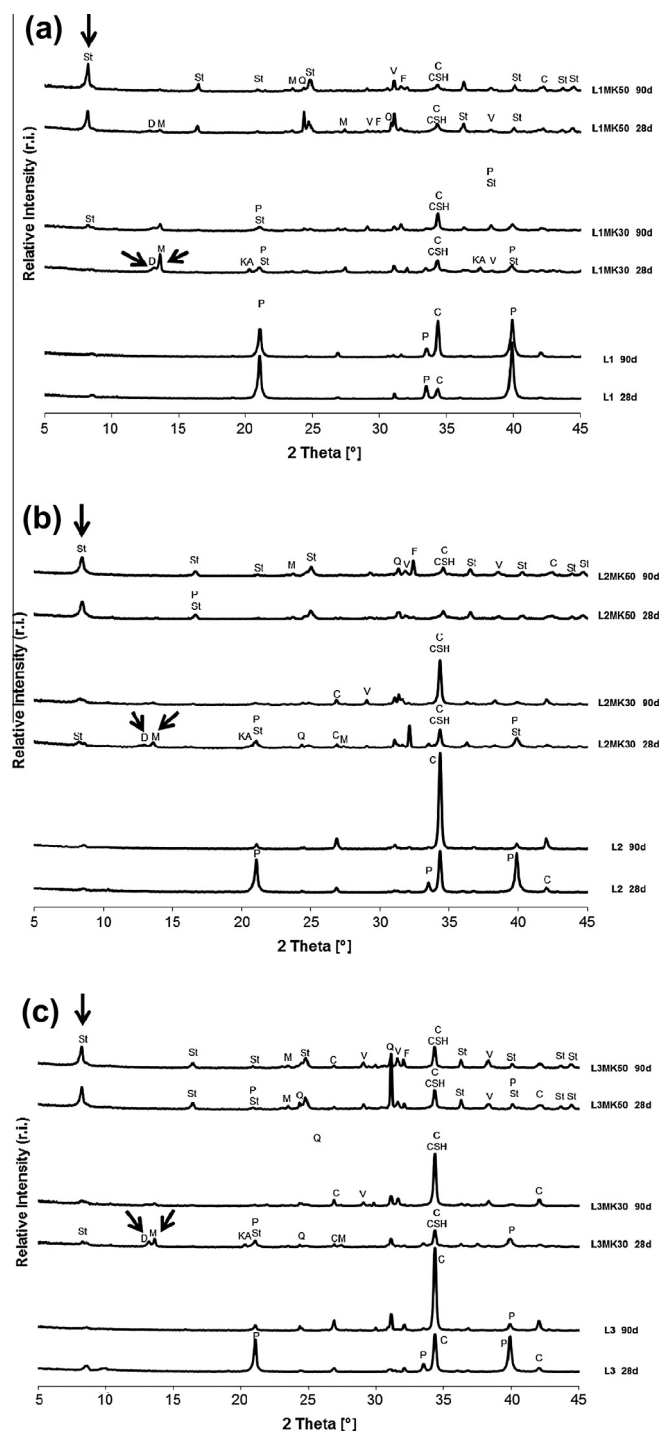 (a)
St St St M Q St V F C CSH St C St St L1MK50 90d
D M M V F Q C CSH St V St L1MK50 28d
P
St
St P St C CSH L1MK30 90d
D M KA P St C CSH KA V P St L1MK30 28d
P P C P L1 90d
P C L1 28d
Relative Intensity (r.i.)
5 10 15 20 25 30 35 40 45
2 Theta [°]
(b)
St St St M St Q V F C CSH St V St C St St L2MK60 90d
P
St L2MK50 28d
C V C CSH L2MK30 90d
St D M KA P St Q C M C CSH P St L2MK30 28d
C L2 90d
P P P C L2 28d
Relative Intensity (r.i.)
5 10 15 20 25 30 35 40 45
2 Theta [°]
(c)
St St St M St C V Q V F C CSH St V St St St L3MK50 90d
St P St M Q C CSH St V P St C St St L3MK50 28d
Q
C V C CSH C L3MK30 90d
St D M KA P St Q C M C CSH P L3MK30 28d
C P L3 90d
P P C P C L3 28d
Relative Intensity (r.i.)
5 10 15 20 25 30 35 40 45
2 Theta [°]